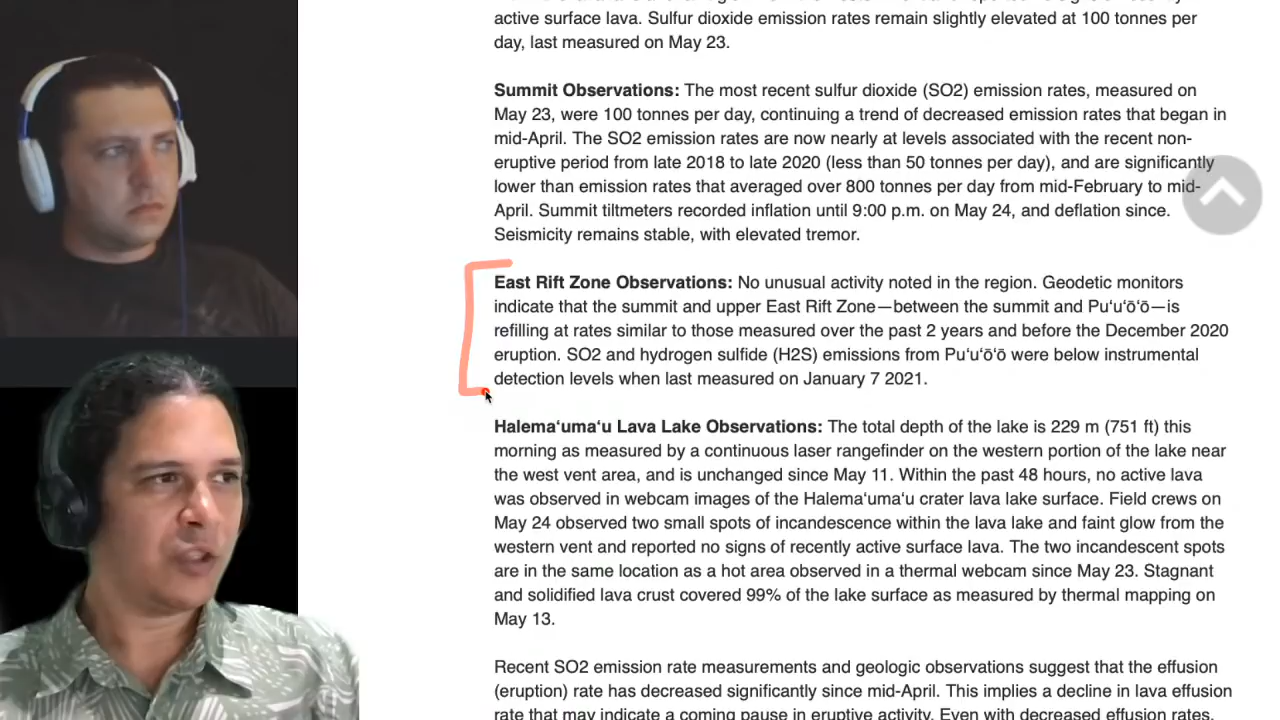 active surface lava. Sulfur dioxide emission rates remain slightly elevated at 100 tonnes per
day, last measured on May 23.
Summit Observations: The most recent sulfur dioxide (SO2) emission rates, measured on
May 23, were 100 tonnes per day, continuing a trend of decreased emission rates that began in
mid-April. The SO2 emission rates are now nearly at levels associated with the recent non-
eruptive period from late 2018 to late 2020 (less than 50 tonnes per day), and are significantly
lower than emission rates that averaged over 800 tonnes per day from mid-February to mid-
April. Summit tiltmeters recorded inflation until 9:00 p.m. on May 24, and deflation since.
Seismicity remains stable, with elevated tremor.
East Rift Zone Observations: No unusual activity noted in the region. Geodetic monitors
indicate that the summit and upper East Rift Zone—between the summit and Puʻuʻōʻō—is
refilling at rates similar to those measured over the past 2 years and before the December 2020
eruption. SO2 and hydrogen sulfide (H2S) emissions from Puʻuʻōʻō were below instrumental
detection levels when last measured on January 7 2021.
Halemaʻumaʻu Lava Lake Observations: The total depth of the lake is 229 m (751 ft) this
morning as measured by a continuous laser rangefinder on the western portion of the lake near
the west vent area, and is unchanged since May 11. Within the past 48 hours, no active lava
was observed in webcam images of the Halemaʻumaʻu crater lava lake surface. Field crews on
May 24 observed two small spots of incandescence within the lava lake and faint glow from the
western vent and reported no signs of recently active surface lava. The two incandescent spots
are in the same location as a hot area observed in a thermal webcam since May 23. Stagnant
and solidified lava crust covered 99% of the lake surface as measured by thermal mapping on
May 13.
Recent SO2 emission rate measurements and geologic observations suggest that the effusion
(eruption) rate has decreased significantly since mid-April. This implies a decline in lava effusion
rate that may indicate a coming pause in eruptive activity. Even with decreased effusion rates,